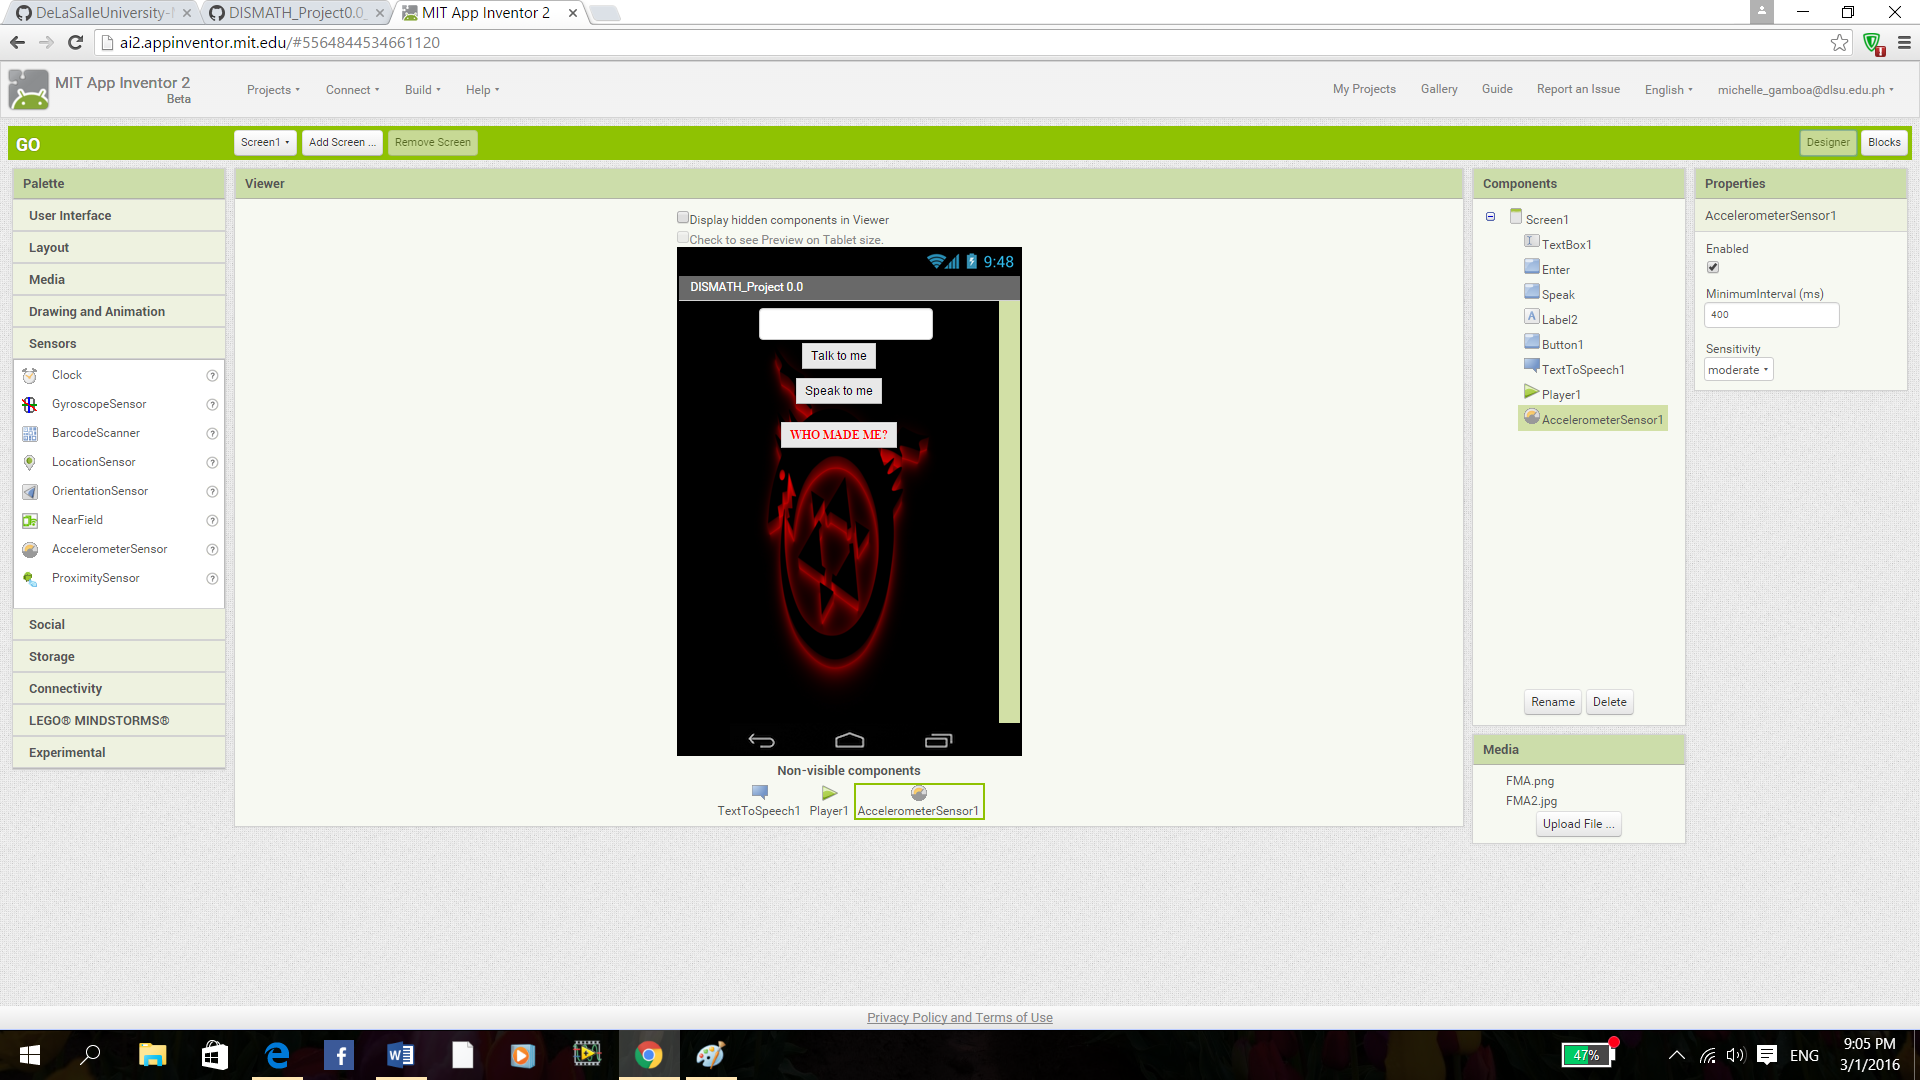 DeLaSalleUniversity-
DISMATH_Project0.0_
MIT App Inventor 2
ai2.appinventor.mit.edu/#5564844534661120
MIT App Inventor 2
Beta
Projects
Connect
Build
Help
My Projects
Gallery
Guide
Report an Issue
English
michelle_gamboa@dlsu.edu.ph
GO
Screen1
Add Screen ...
Remove Screen
Designer
Blocks
Palette
User Interface
Layout
Media
Drawing and Animation
Sensors
Clock
GyroscopeSensor
BarcodeScanner
LocationSensor
OrientationSensor
NearField
AccelerometerSensor
ProximitySensor
Social
Storage
Connectivity
LEGO® MINDSTORMS®
Experimental
Viewer
Display hidden components in Viewer
Check to see Preview on Tablet size.
9:48
DISMATH_Project 0.0
Talk to me
Speak to me
WHO MADE ME?
Non-visible components
TextToSpeech1
Player1
AccelerometerSensor1
Components
Screen1
TextBox1
Enter
Speak
Label2
Button1
TextToSpeech1
Player1
AccelerometerSensor1
Rename
Delete
Media
FMA.png
FMA2.jpg
Upload File ...
Properties
AccelerometerSensor1
Enabled
MinimumInterval (ms)
400
Sensitivity
moderate
Privacy Policy and Terms of Use
47%
ENG
9:05 PM
3/1/2016